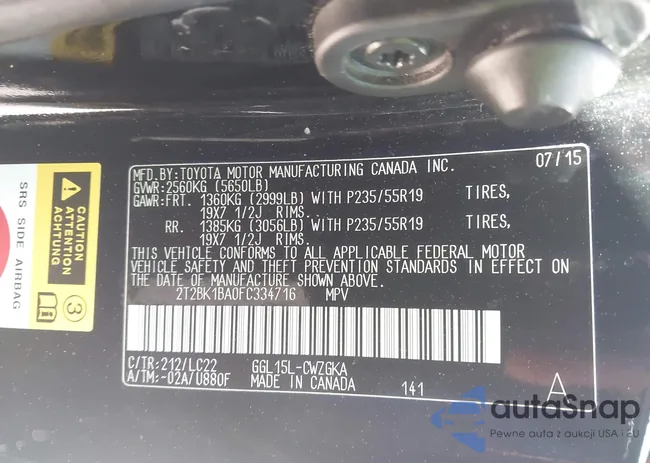 MFD.BY:TOYOTA MOTOR MANUFACTURING CANADA INC. 07/15
GVWR:2560KG (5650LB)
GAWR:FRT. 1360KG (2999LB) WITH P235/55R19 TIRES,
19X7 1/2J RIMS.
RR. 1385KG (3056LB) WITH P235/55R19 TIRES,
19X7 1/2J RIMS.
THIS VEHICLE CONFORMS TO ALL APPLICABLE FEDERAL MOTOR
VEHICLE SAFETY AND THEFT PREVENTION STANDARDS IN EFFECT ON
THE DATE OF MANUFACTURE SHOWN ABOVE.
2T2BK1BA0FC334716 MPV
C/TR:212/LC22 GGL15L-CWZGKA
A/TM:-02A/U880F MADE IN CANADA 141 A
SRS SIDE AIRBAG
CAUTION
ATTENTION
ACHTUNG
3
autoSnap
Pewne auta z aukcji USA i EU